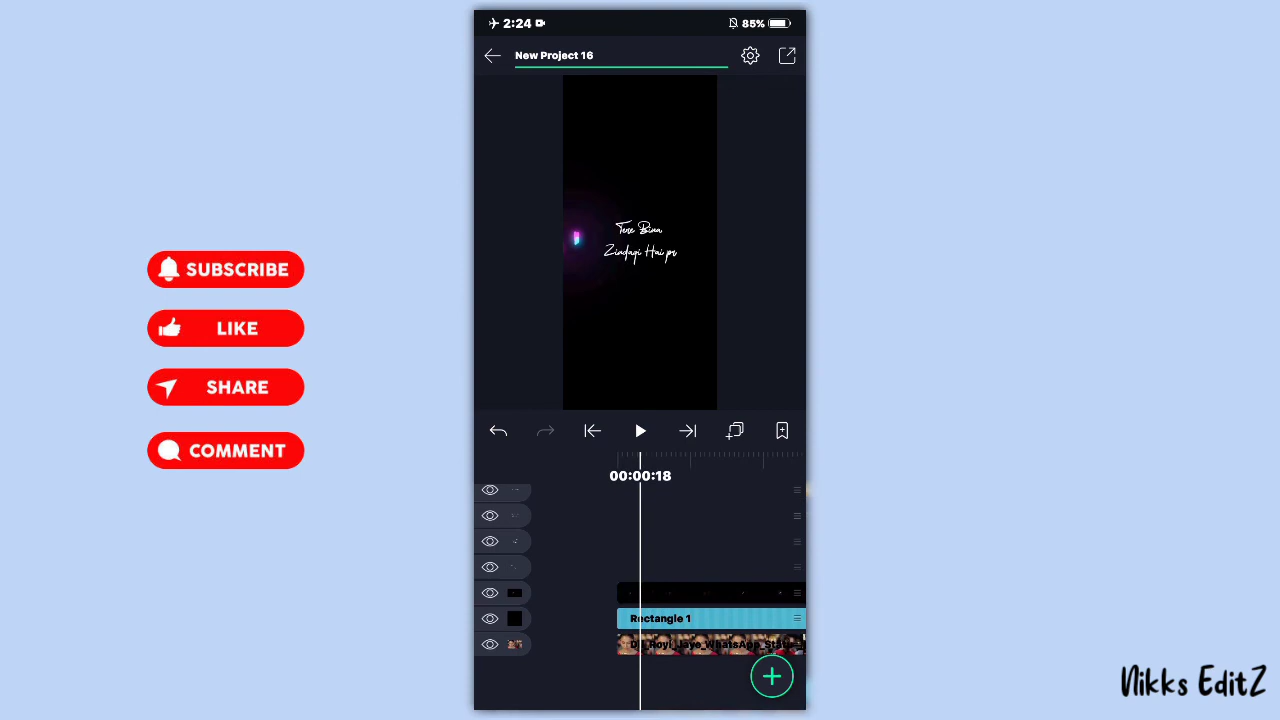 2:24
85%
New Project 16
Tere Bina
Zindagi Hai pr
SUBSCRIBE
LIKE
SHARE
COMMENT
00:00:18
Rectangle 1
Nikks EditZ